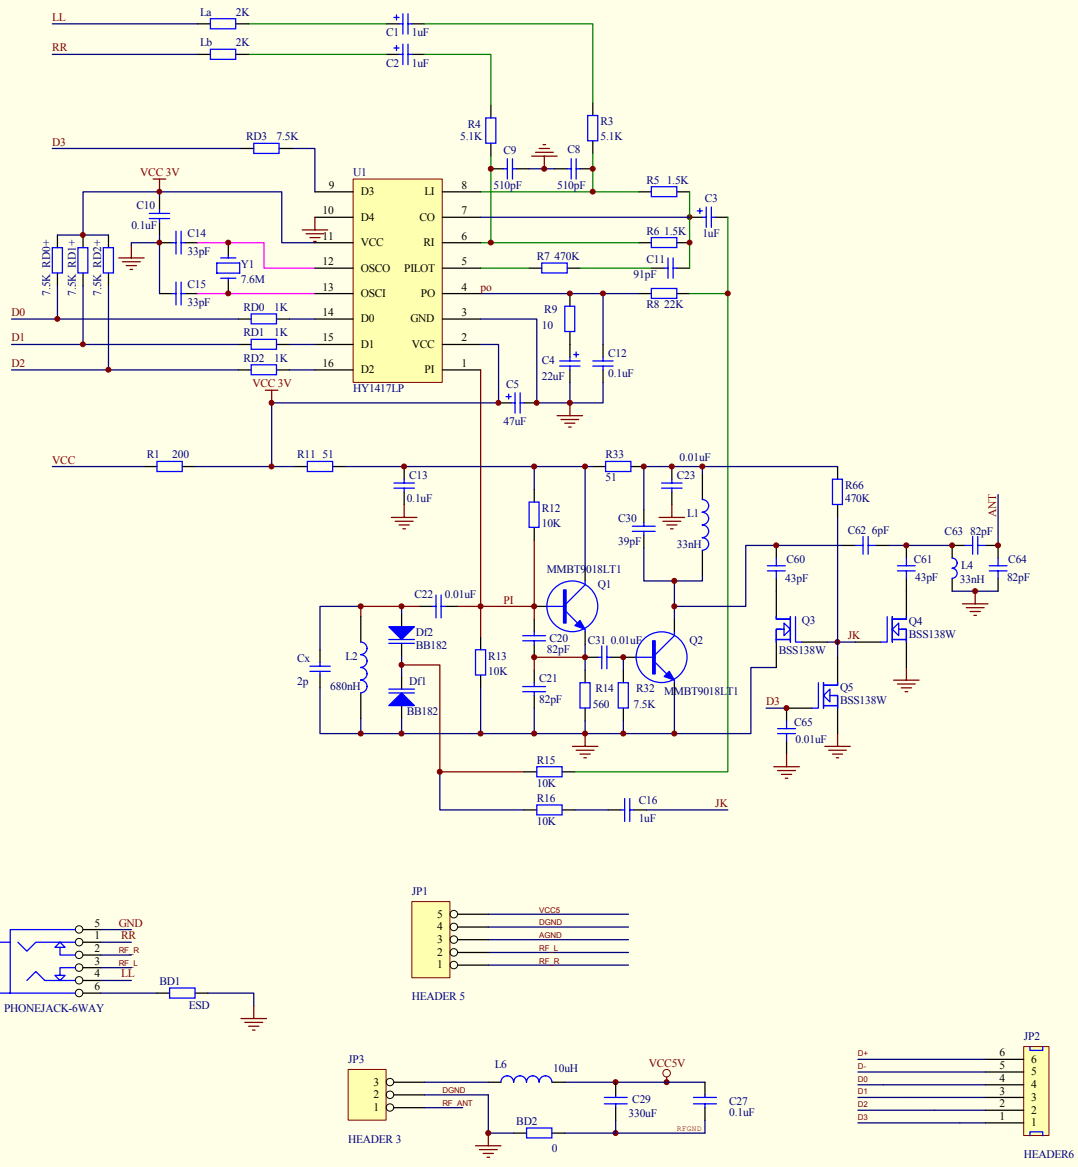 LL
La 2K
C1 1uF
RR
Lb 2K
C2 1uF
R4
5.1K
R3
5.1K
D3
RD3 7.5K
C9
510pF
C8
510pF
VCC 3V
U1
9 D3
10 D4
11 VCC
12 OSCO
13 OSCI
14 D0
15 D1
16 D2
LI 8
CO 7
RI 6
PILOT 5
PO 4
GND 3
VCC 2
PI 1
HY1417LP
R5 1.5K
C3
1uF
R6 1.5K
R7 470K
C11
91pF
po
R8 22K
C10
0.1uF
C14
33pF
Y1
7.6M
C15
33pF
7.5K RD0+
7.5K RD1+
7.5K RD2+
D0
RD0 1K
D1
RD1 1K
D2
RD2 1K
R9
10
C4
22uF
C12
0.1uF
VCC 3V
C5
47uF
VCC
R1 200
R11 51
C13
0.1uF
R12
10K
R33
51
0.01uF
C23
C30
39pF
L1
33nH
R66
470K
ANT
C62 6pF
C63 82pF
C60
43pF
C61
43pF
L4
33nH
C64
82pF
MMBT9018LT1
Q1
C22 0.01uF
PI
Df2
BB182
Cx
2p
L2
680nH
Df1
BB182
R13
10K
C20
82pF
C31 0.01uF
Q2
MMBT9018LT1
C21
82pF
R14
560
R32
7.5K
Q3
BSS138W
JK
Q4
BSS138W
Q5
BSS138W
D3
C65
0.01uF
R15
10K
R16
10K
C16
1uF
JK
5 GND
1 RR
2 RF_R
3 RF_L
4 LL
6
PHONEJACK-6WAY
BD1
ESD
JP1
5 VCC5
4 DGND
3 AGND
2 RF_L
1 RF_R
HEADER 5
JP3
3
2 DGND
1 RF_ANT
HEADER 3
L6 10uH
VCC5V
C29
330uF
C27
0.1uF
BD2
0
RFGND
JP2
D+ 6 6
D- 5 5
D0 4 4
D1 3 3
D2 2 2
D3 1 1
HEADER6